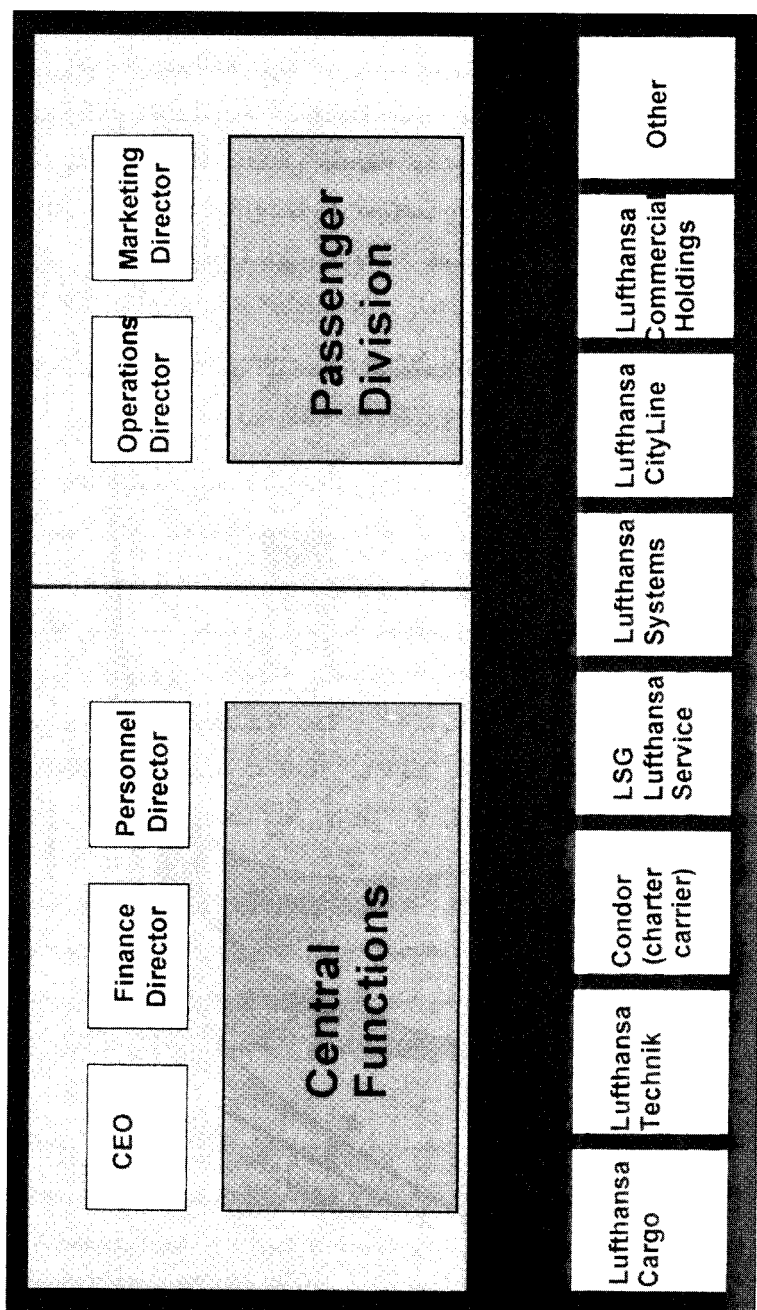 CEO
Finance
Director
Personnel
Director
Operations
Director
Marketing
Director
Central
Functions
Passenger
Division
Lufthansa
Cargo
Lufthansa
Technik
Condor
(charter
carrier)
LSG
Lufthansa
Service
Lufthansa
Systems
Lufthansa
CityLine
Lufthansa
Commercial
Holdings
Other